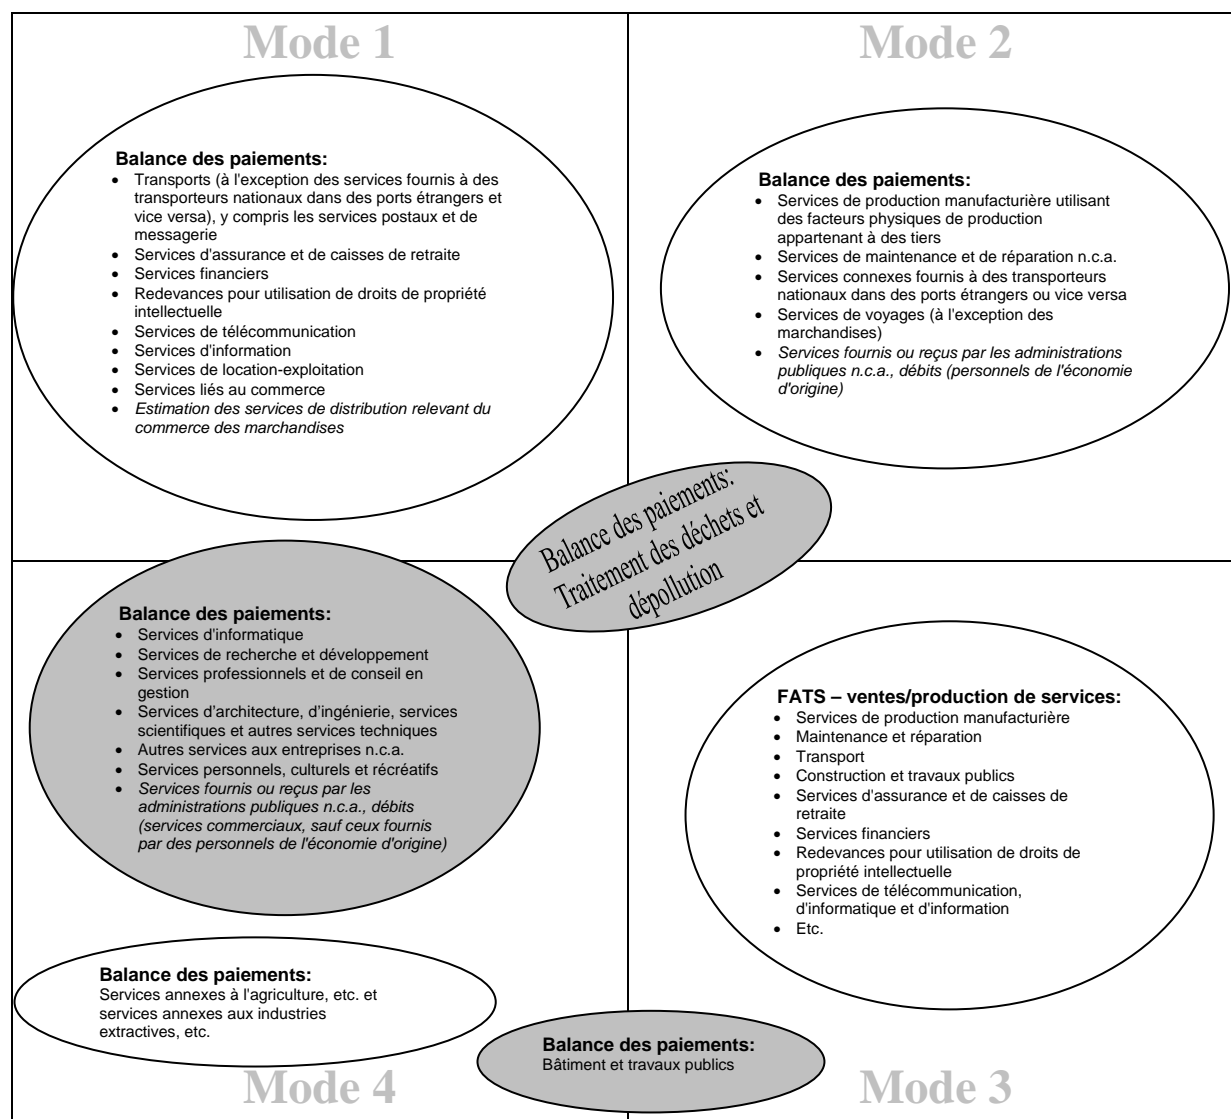 Mode 1
Balance des paiements:
• Transports (à l'exception des services fournis à des
transporteurs nationaux dans des ports étrangers et
vice versa), y compris les services postaux et de
messagerie
• Services d'assurance et de caisses de retraite
• Services financiers
• Redevances pour utilisation de droits de propriété
intellectuelle
• Services de télécommunication
• Services d'information
• Services de location-exploitation
• Services liés au commerce
• Estimation des services de distribution relevant du
commerce des marchandises
Mode 2
Balance des paiements:
• Services de production manufacturière utilisant
des facteurs physiques de production
appartenant à des tiers
• Services de maintenance et de réparation n.c.a.
• Services connexes fournis à des transporteurs
nationaux dans des ports étrangers ou vice versa
• Services de voyages (à l'exception des
marchandises)
• Services fournis ou reçus par les administrations
publiques n.c.a., débits (personnels de l'économie
d'origine)
Balance des paiements:
Traitement des déchets et
dépollution
Balance des paiements:
• Services d'informatique
• Services de recherche et développement
• Services professionnels et de conseil en
gestion
• Services d’architecture, d’ingénierie, services
scientifiques et autres services techniques
• Autres services aux entreprises n.c.a.
• Services personnels, culturels et récréatifs
• Services fournis ou reçus par les
administrations publiques n.c.a., débits
(services commerciaux, sauf ceux fournis
par des personnels de l'économie d'origine)
Balance des paiements:
Services annexes à l'agriculture, etc. et
services annexes aux industries
extractives, etc.
Mode 4
FATS – ventes/production de services:
• Services de production manufacturière
• Maintenance et réparation
• Transport
• Construction et travaux publics
• Services d'assurance et de caisses de
retraite
• Services financiers
• Redevances pour utilisation de droits de
propriété intellectuelle
• Services de télécommunication,
d'informatique et d'information
• Etc.
Balance des paiements:
Bâtiment et travaux publics
Mode 3